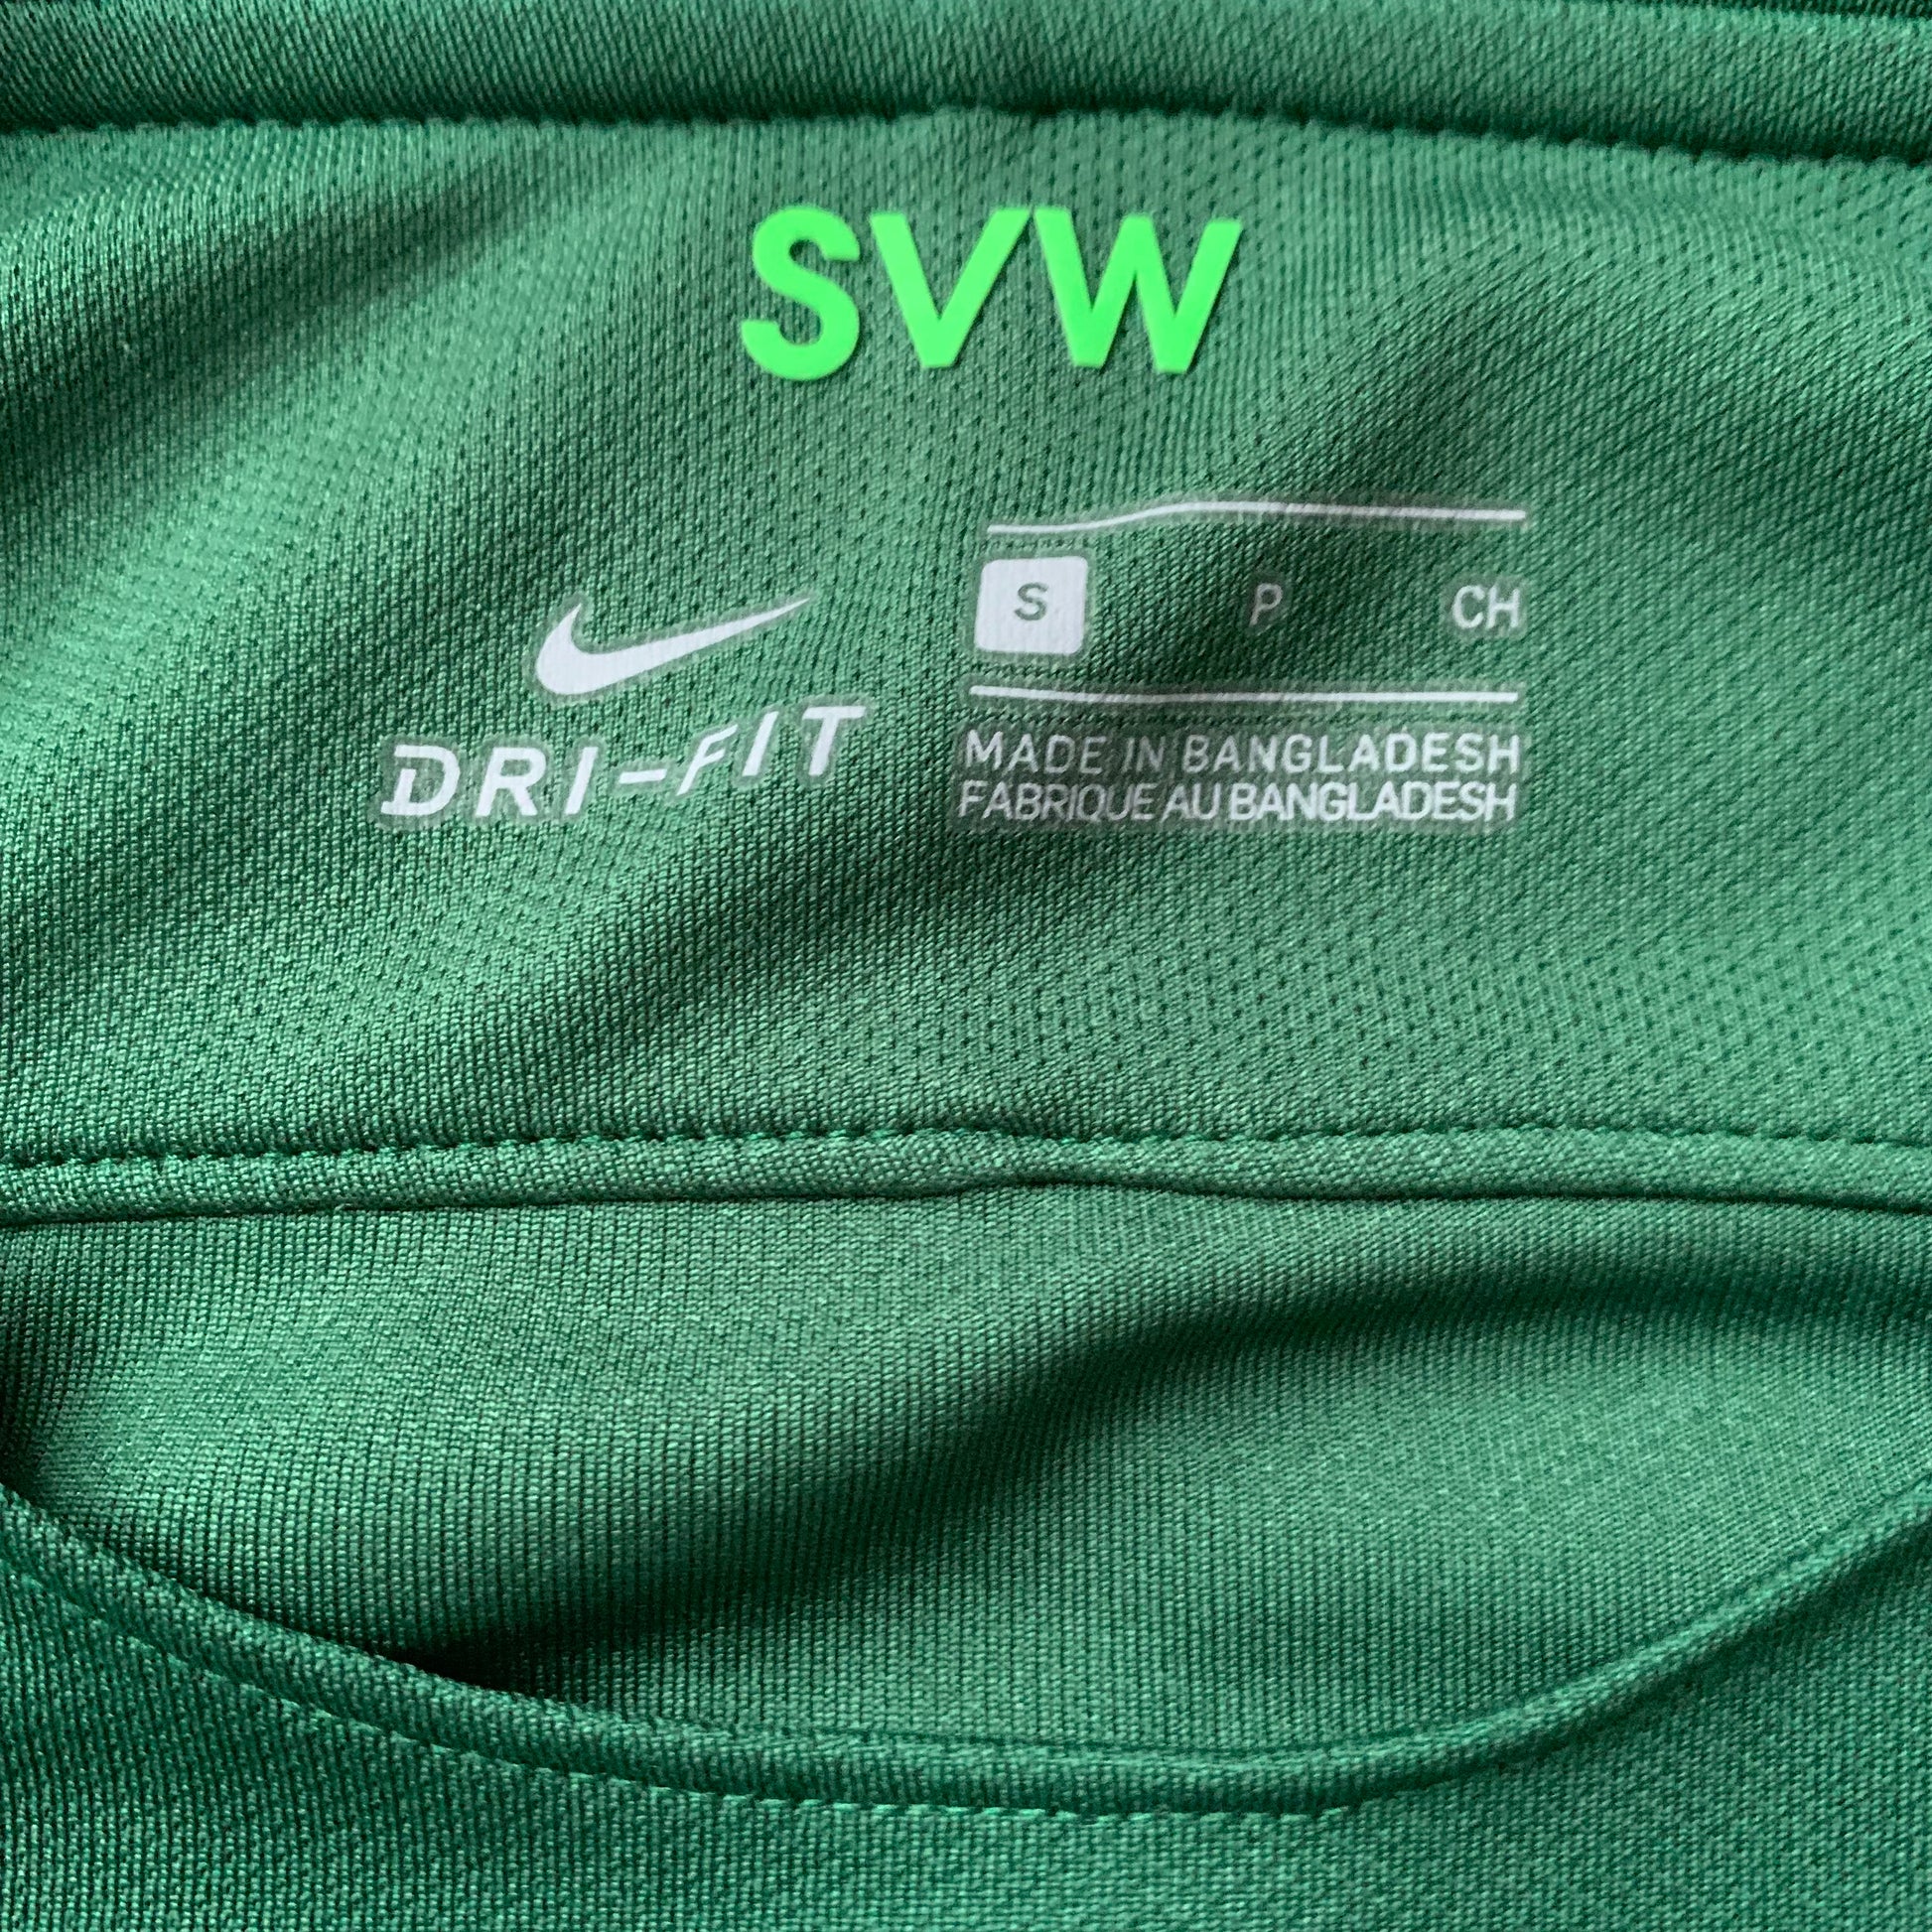 SVW
S P CH
DRI-FIT
MADE IN BANGLADESH
FABRIQUE AU BANGLADESH